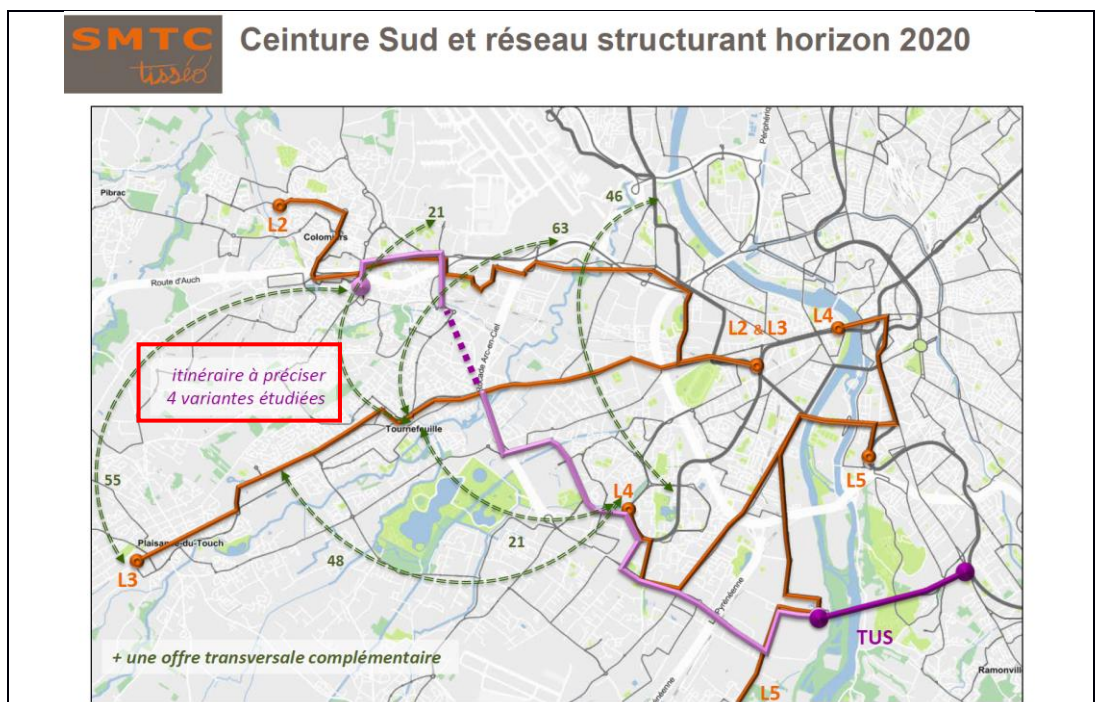 SMTC
tisséo
Ceinture Sud et réseau structurant horizon 2020
Pibrac
L2
Colomiers
21
63
46
Route d'Auch
L2 & L3
L4
itinéraire à préciser
4 variantes étudiées
Tournefeuille
55
L4
L5
21
48
Plaisance-du-Touch
L3
TUS
+ une offre transversale complémentaire
Ramonvil
L5